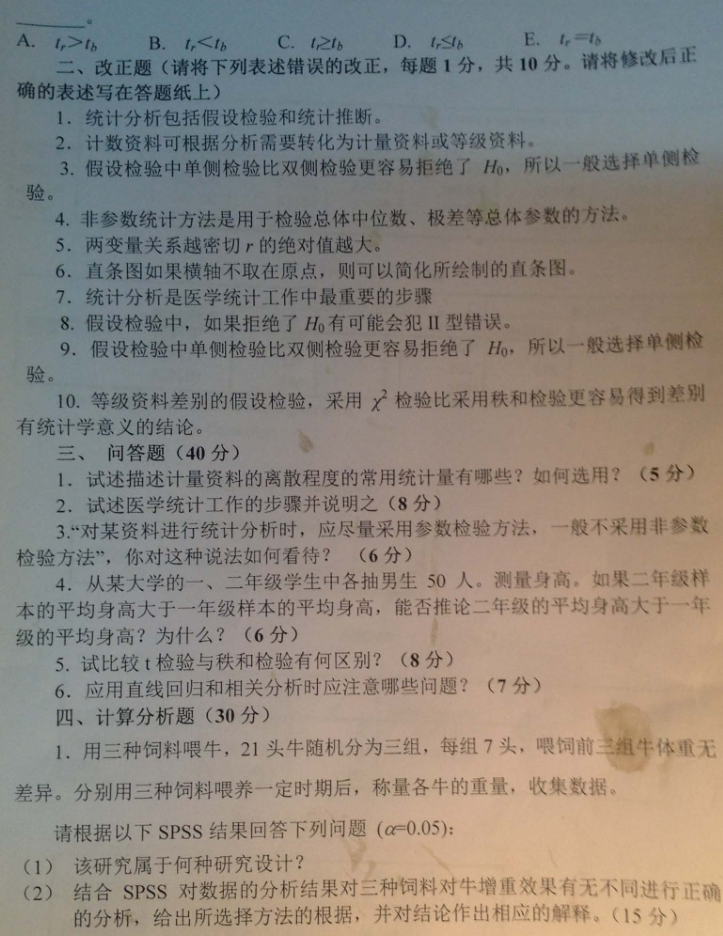 ________。
A. tr＞tb B. tr＜tb C. tr≥tb D. tr≤tb E. tr＝tb
二、改正题（请将下列表述错误的改正，每题 1 分，共 10 分。请将修改后正
确的表述写在答题纸上）
1．统计分析包括假设检验和统计推断。
2．计数资料可根据分析需要转化为计量资料或等级资料。
3. 假设检验中单侧检验比双侧检验更容易拒绝了 H0，所以一般选择单侧检
验。
4. 非参数统计方法是用于检验总体中位数、极差等总体参数的方法。
5．两变量关系越密切 r 的绝对值越大。
6．直条图如果横轴不取在原点，则可以简化所绘制的直条图。
7．统计分析是医学统计工作中最重要的步骤
8. 假设检验中，如果拒绝了 H0 有可能会犯 II 型错误。
9．假设检验中单侧检验比双侧检验更容易拒绝了 H0，所以一般选择单侧检
验。
10. 等级资料差别的假设检验，采用 χ² 检验比采用秩和检验更容易得到差别
有统计学意义的结论。
三、 问答题（40 分）
1．试述描述计量资料的离散程度的常用统计量有哪些？如何选用？（5 分）
2．试述医学统计工作的步骤并说明之（8 分）
3.“对某资料进行统计分析时，应尽量采用参数检验方法，一般不采用非参数
检验方法”，你对这种说法如何看待？ （6 分）
4．从某大学的一、二年级学生中各抽男生 50 人。测量身高。如果二年级样
本的平均身高大于一年级样本的平均身高，能否推论二年级的平均身高大于一年
级的平均身高？为什么？（6 分）
5. 试比较 t 检验与秩和检验有何区别？（8 分）
6．应用直线回归和相关分析时应注意哪些问题？（7 分）
四、计算分析题（30 分）
1．用三种饲料喂牛，21 头牛随机分为三组，每组 7 头，喂饲前三组牛体重无
差异。分别用三种饲料喂养一定时期后，称量各牛的重量，收集数据。
请根据以下 SPSS 结果回答下列问题 (α=0.05)：
（1） 该研究属于何种研究设计？
（2） 结合 SPSS 对数据的分析结果对三种饲料对牛增重效果有无不同进行正确
的分析，给出所选择方法的根据，并对结论作出相应的解释。（15 分）